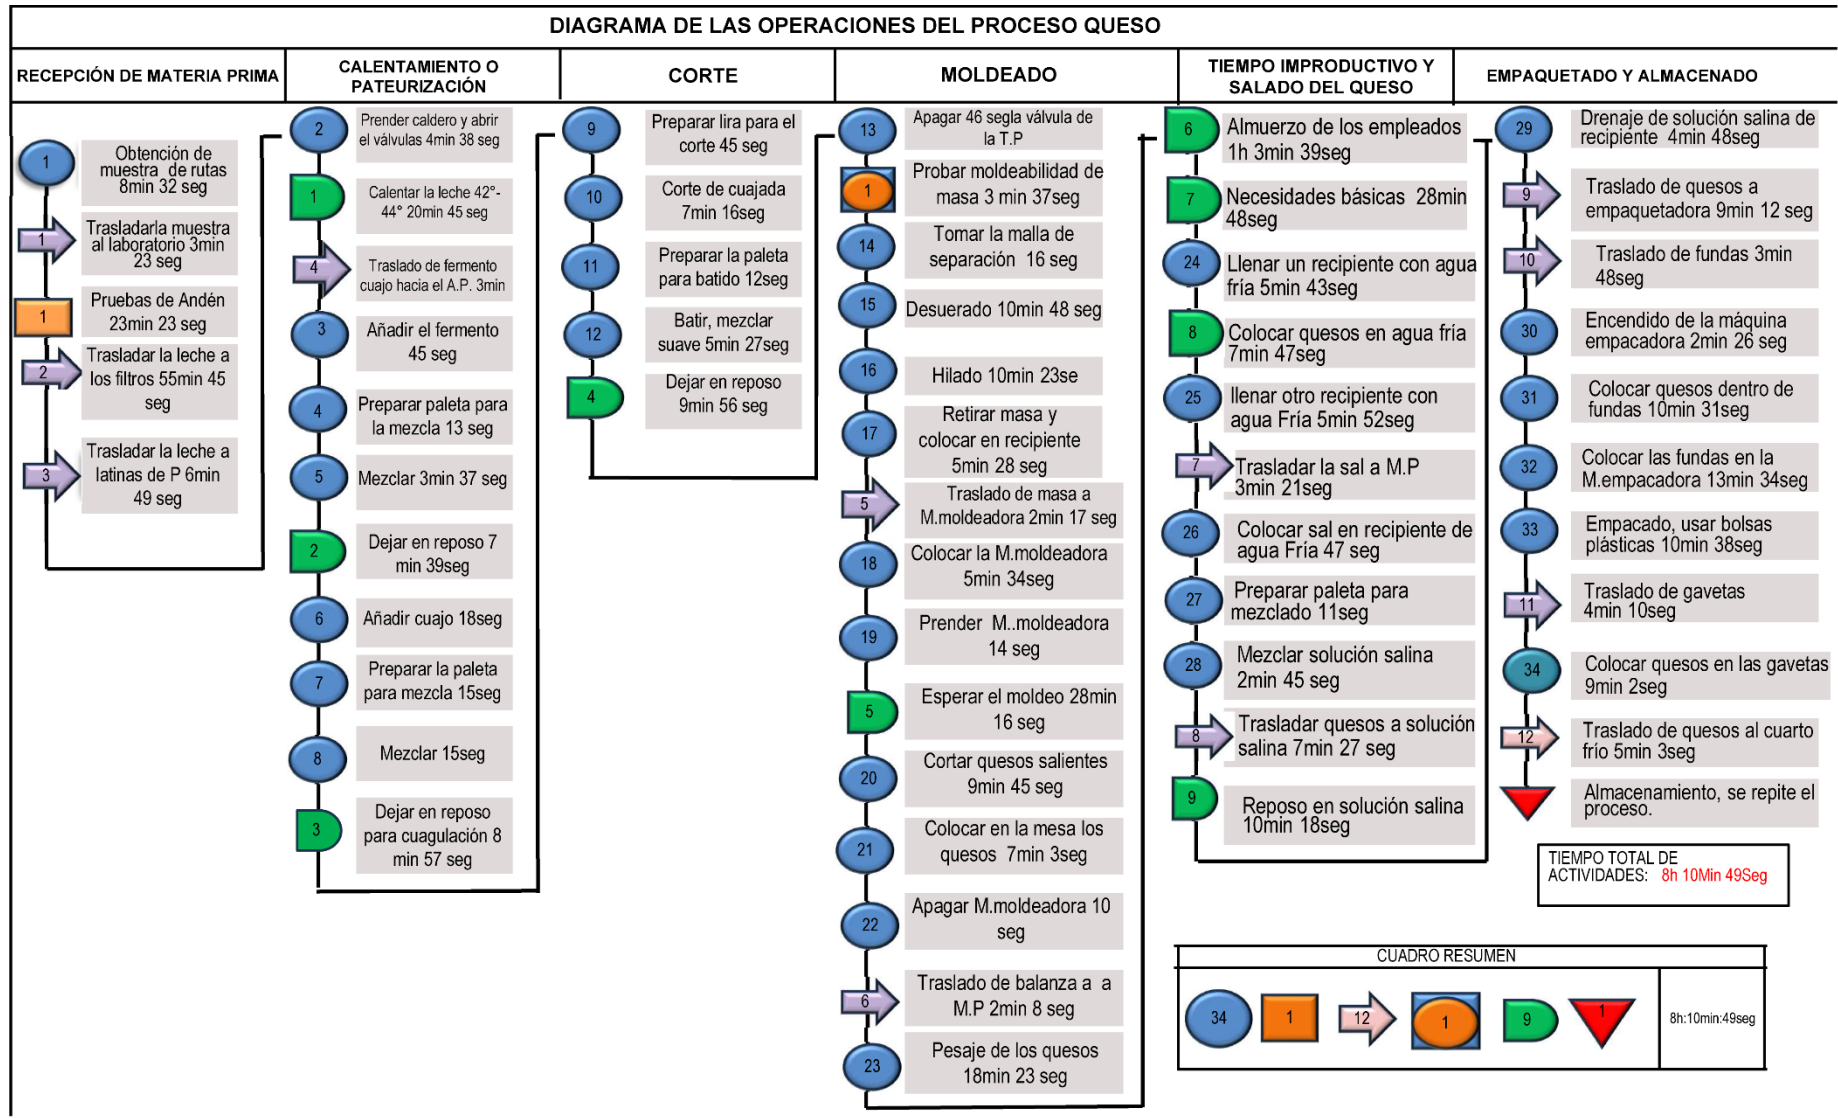 DIAGRAMA DE LAS OPERACIONES DEL PROCESO QUESO
RECEPCIÓN DE MATERIA PRIMA
1
Obtención de
muestra de rutas
8min 32 seg
1
Trasladarla muestra
al laboratorio 3min
23 seg
1
Pruebas de Andén
23min 23 seg
2
Trasladar la leche a
los filtros 55min 45
seg
3
Trasladar la leche a
latinas de P 6min
49 seg
CALENTAMIENTO O
PATEURIZACIÓN
2
Prender caldero y abrir
el válvulas 4min 38 seg
1
Calentar la leche 42°-
44° 20min 45 seg
4
Traslado de fermento
cuajo hacia el A.P. 3min
3
Añadir el fermento
45 seg
4
Preparar paleta para
la mezcla 13 seg
5
Mezclar 3min 37 seg
2
Dejar en reposo 7
min 39seg
6
Añadir cuajo 18seg
7
Preparar la paleta
para mezcla 15seg
8
Mezclar 15seg
3
Dejar en reposo
para cuagulación 8
min 57 seg
CORTE
9
Preparar lira para el
corte 45 seg
10
Corte de cuajada
7min 16seg
11
Preparar la paleta
para batido 12seg
12
Batir, mezclar
suave 5min 27seg
4
Dejar en reposo
9min 56 seg
MOLDEADO
13
Apagar 46 segla válvula de
la T.P
1
Probar moldeabilidad de
masa 3 min 37seg
14
Tomar la malla de
separación 16 seg
15
Desuerado 10min 48 seg
16
Hilado 10min 23se
17
Retirar masa y
colocar en recipiente
5min 28 seg
5
Traslado de masa a
M.moldeadora 2min 17 seg
18
Colocar la M.moldeadora
5min 34seg
19
Prender M..moldeadora
14 seg
5
Esperar el moldeo 28min
16 seg
20
Cortar quesos salientes
9min 45 seg
21
Colocar en la mesa los
quesos 7min 3seg
22
Apagar M.moldeadora 10
seg
6
Traslado de balanza a a
M.P 2min 8 seg
23
Pesaje de los quesos
18min 23 seg
TIEMPO IMPRODUCTIVO Y
SALADO DEL QUESO
6
Almuerzo de los empleados
1h 3min 39seg
7
Necesidades básicas 28min
48seg
24
Llenar un recipiente con agua
fría 5min 43seg
8
Colocar quesos en agua fría
7min 47seg
25
llenar otro recipiente con
agua Fría 5min 52seg
7
Trasladar la sal a M.P
3min 21seg
26
Colocar sal en recipiente de
agua Fría 47 seg
27
Preparar paleta para
mezclado 11seg
28
Mezclar solución salina
2min 45 seg
8
Trasladar quesos a solución
salina 7min 27 seg
9
Reposo en solución salina
10min 18seg
EMPAQUETADO Y ALMACENADO
29
Drenaje de solución salina de
recipiente 4min 48seg
9
Traslado de quesos a
empaquetadora 9min 12 seg
10
Traslado de fundas 3min
48seg
30
Encendido de la máquina
empacadora 2min 26 seg
31
Colocar quesos dentro de
fundas 10min 31seg
32
Colocar las fundas en la
M.empacadora 13min 34seg
33
Empacado, usar bolsas
plásticas 10min 38seg
11
Traslado de gavetas
4min 10seg
34
Colocar quesos en las gavetas
9min 2seg
12
Traslado de quesos al cuarto
frío 5min 3seg
Almacenamiento, se repite el
proceso.
TIEMPO TOTAL DE
ACTIVIDADES: 8h 10Min 49Seg
CUADRO RESUMEN
34 1 12 1 9 1 8h:10min:49seg